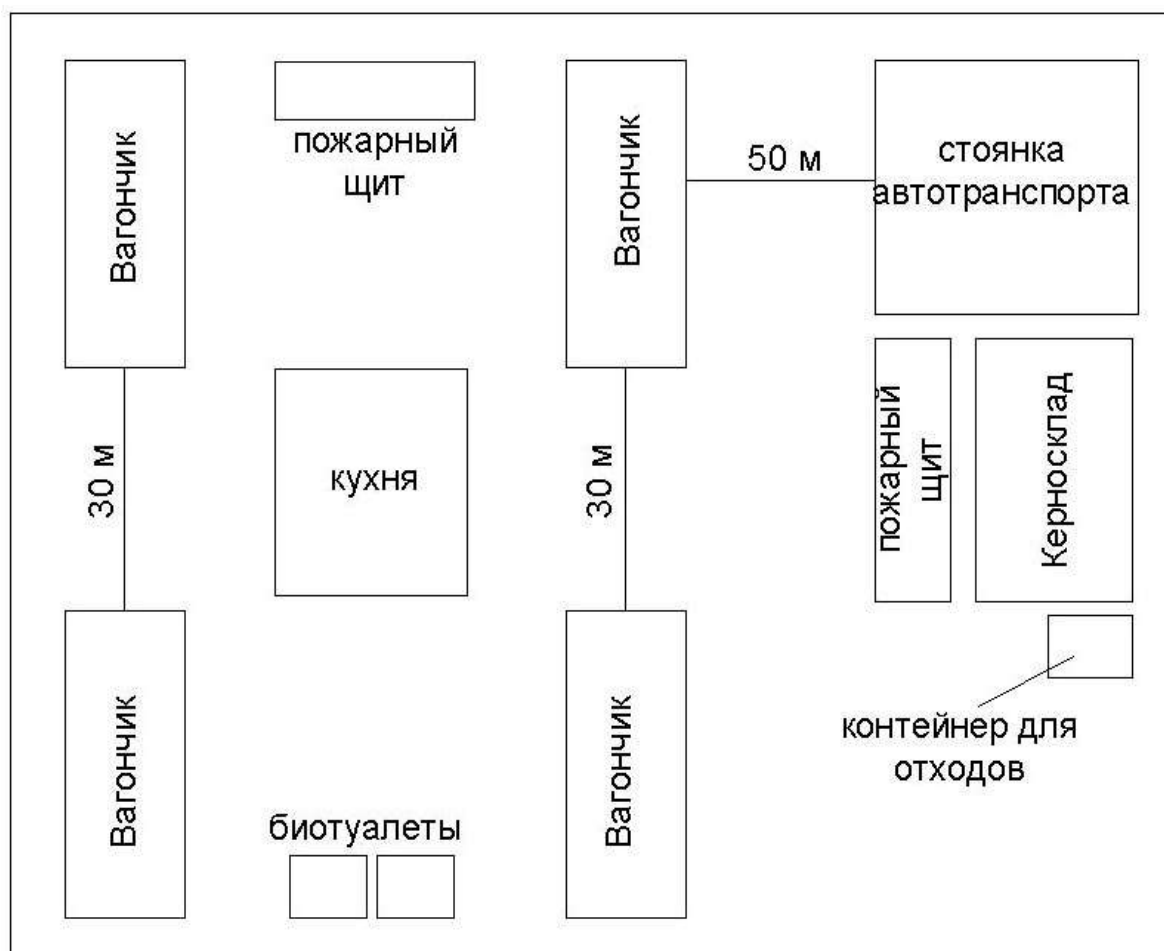 Вагончик
пожарный
щит
Вагончик
50 м
стоянка
автотранспорта
30 м
кухня
30 м
пожарный
щит
Керносклад
Вагончик
биотуалеты
Вагончик
контейнер для
отходов